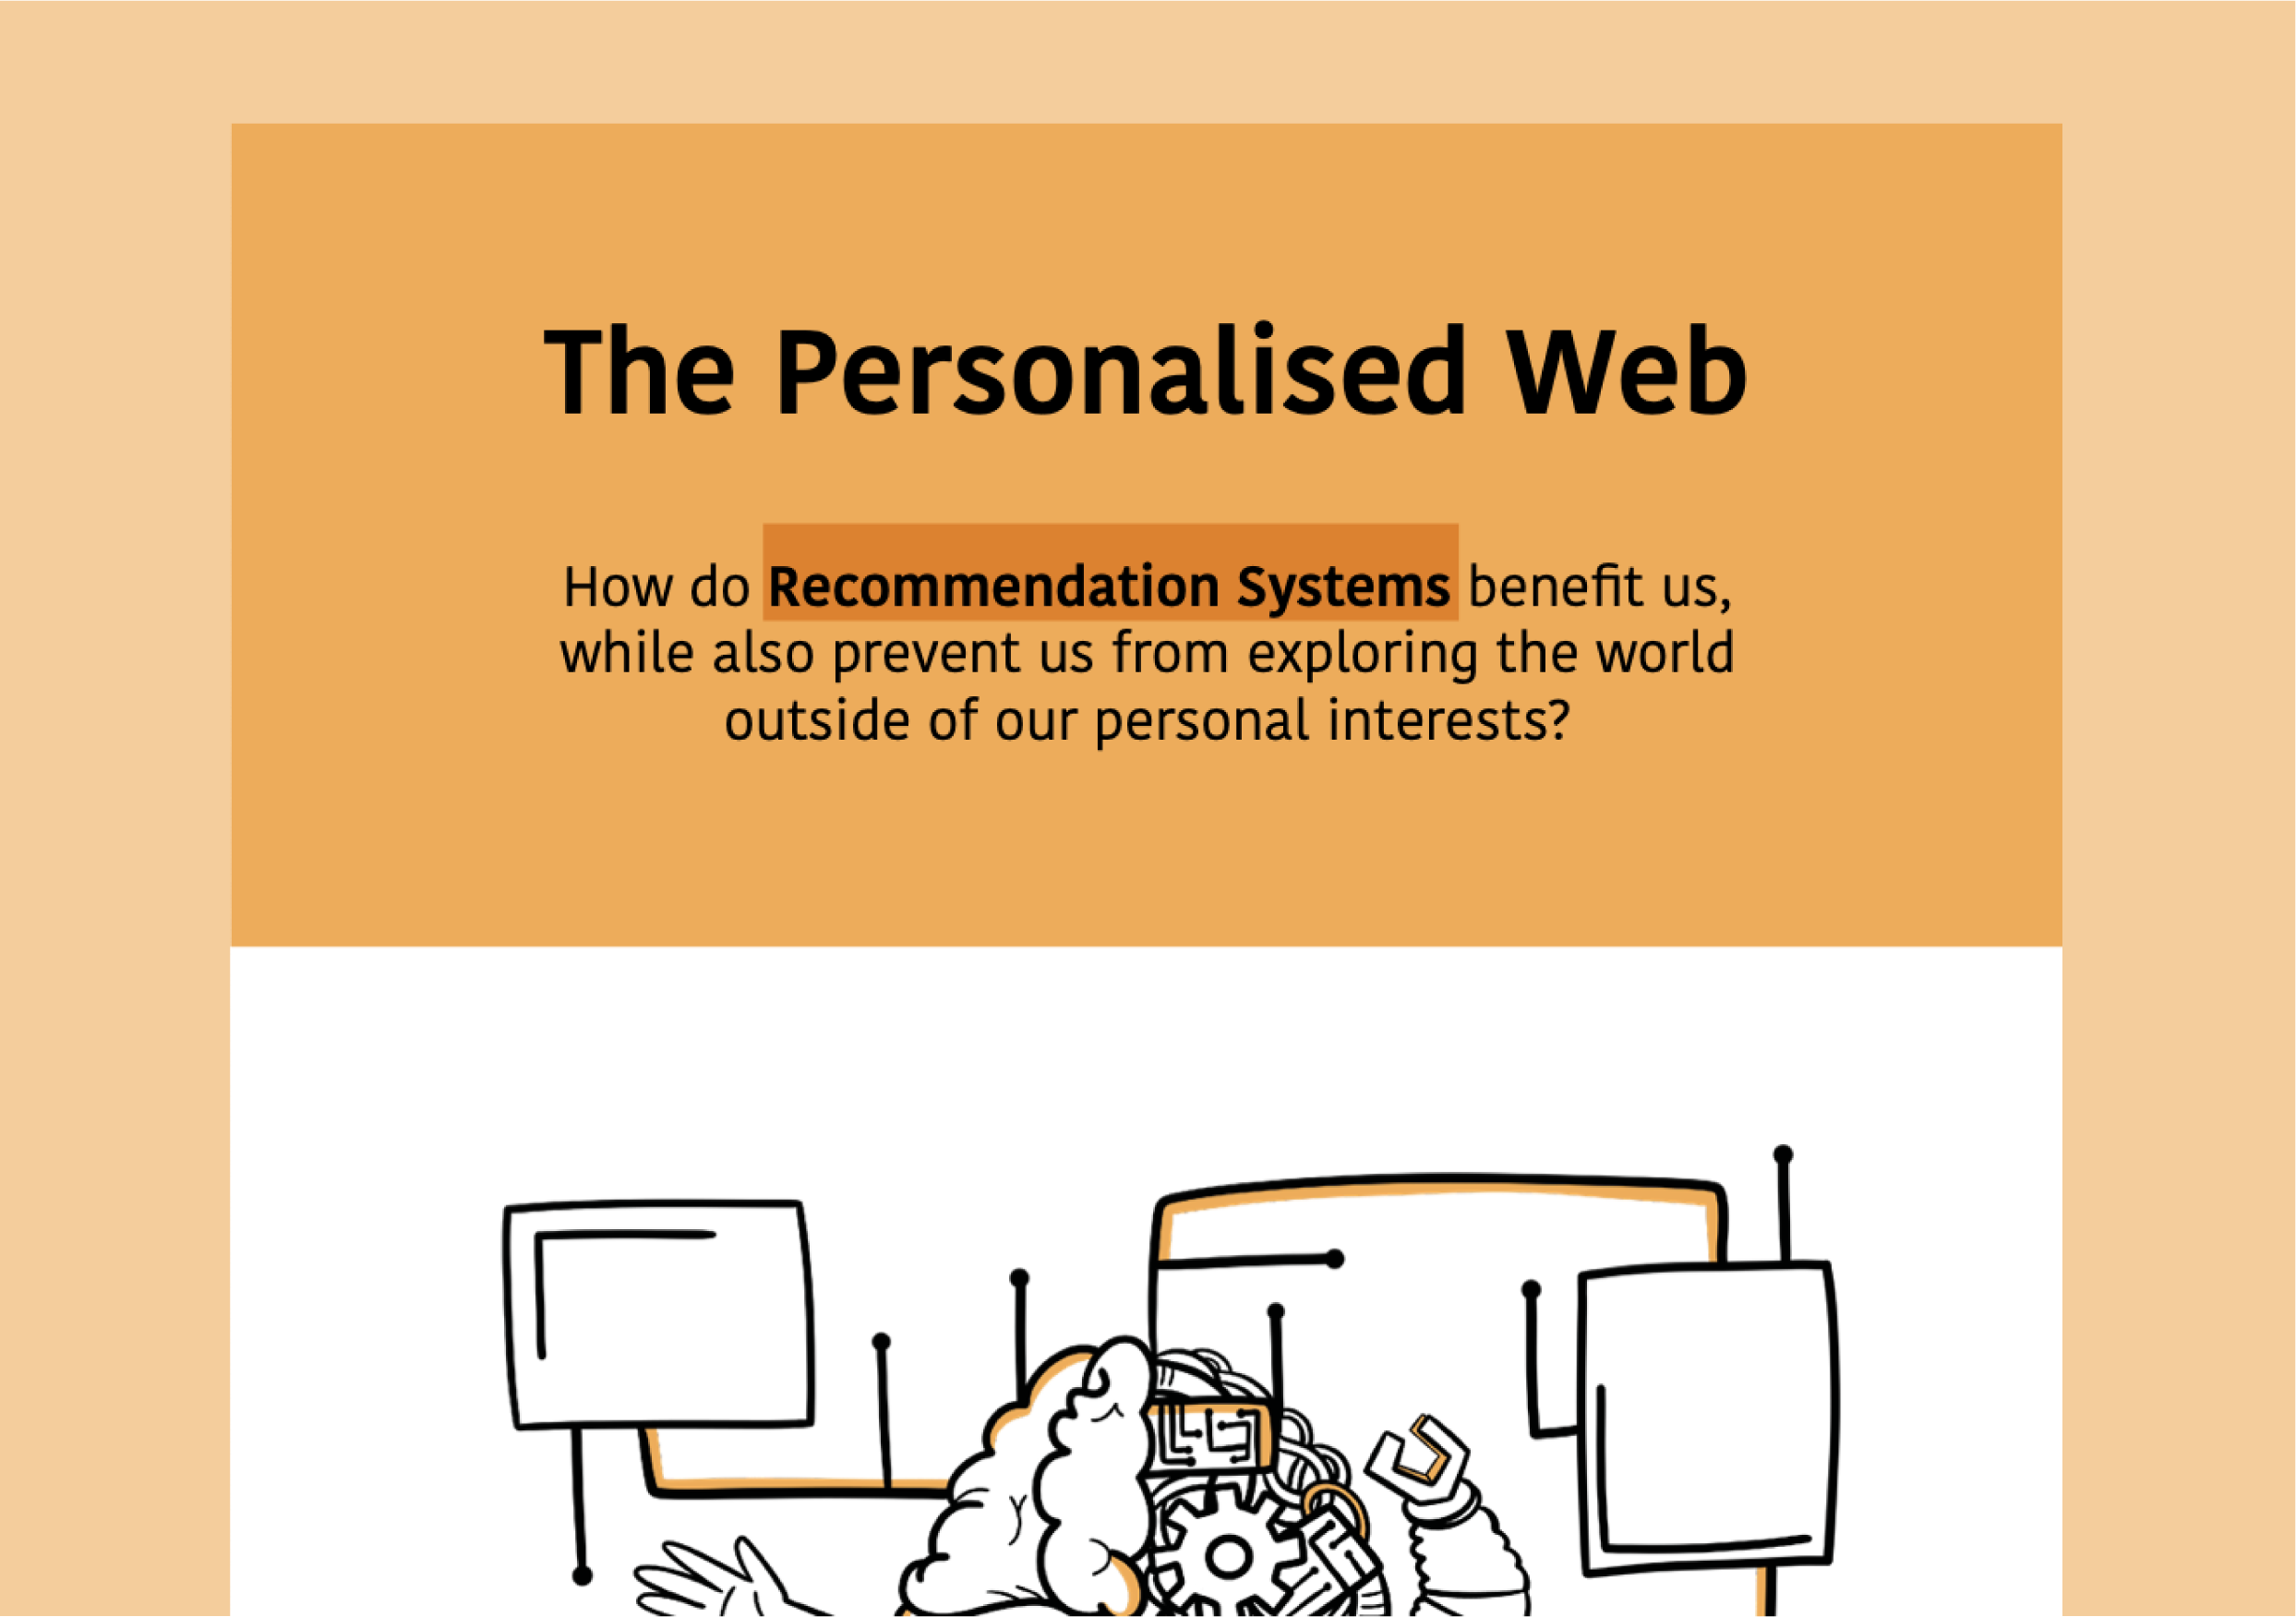 The Personalised Web
How do Recommendation Systems benefit us,
while also prevent us from exploring the world
outside of our personal interests?